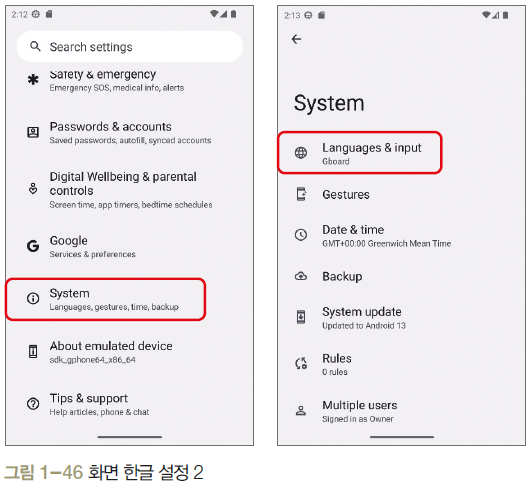 2:12
Search settings
Safety & emergency
Emergency SOS, medical info, alerts
Passwords & accounts
Saved passwords, autofill, synced accounts
Digital Wellbeing & parental
controls
Screen time, app timers, bedtime schedules
Google
Services & preferences
System
Languages, gestures, time, backup
About emulated device
sdk_gphone64_x86_64
Tips & support
Help articles, phone & chat
2:13
System
Languages & input
Gboard
Gestures
Date & time
GMT+00:00 Greenwich Mean Time
Backup
System update
Updated to Android 13
Rules
0 rules
Multiple users
Signed in as Owner
그림 1-46 화면 한글 설정 2